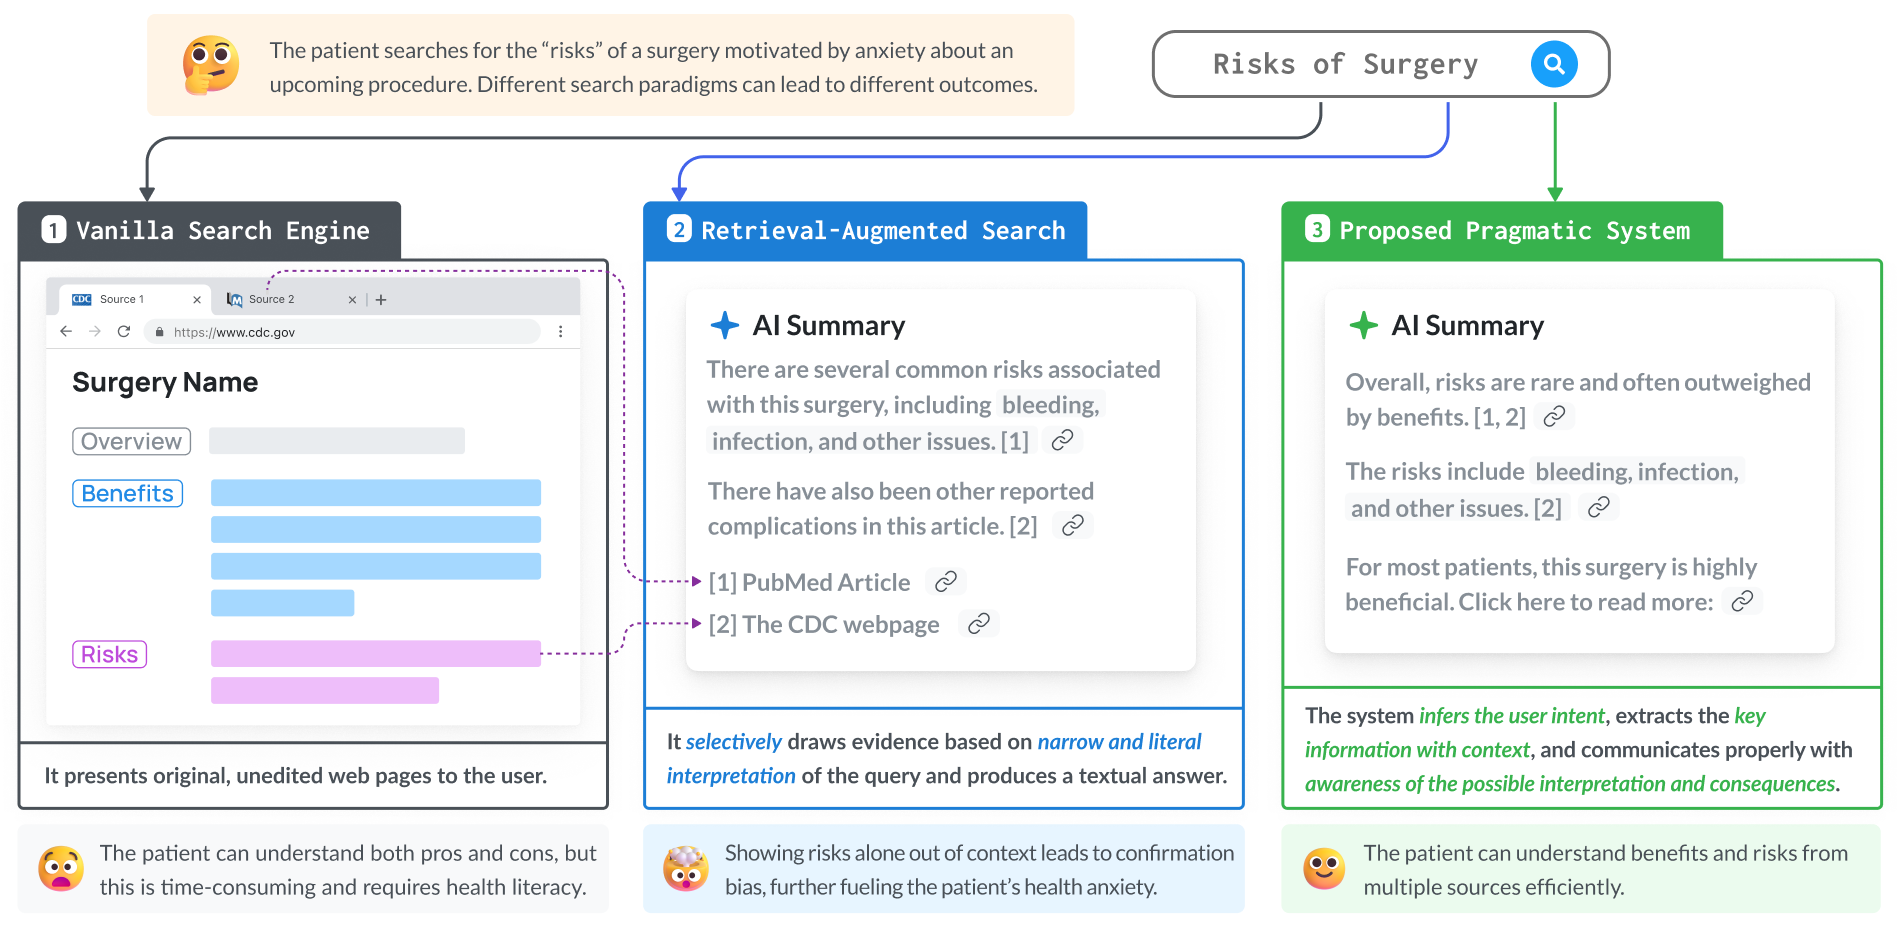 The patient searches for the “risks” of a surgery motivated by anxiety about an
upcoming procedure. Different search paradigms can lead to different outcomes.
Risks of Surgery
1 Vanilla Search Engine
CDC Source 1
Source 2
https://www.cdc.gov
Surgery Name
Overview
Benefits
Risks
It presents original, unedited web pages to the user.
The patient can understand both pros and cons, but
this is time-consuming and requires health literacy.
2 Retrieval-Augmented Search
AI Summary
There are several common risks associated
with this surgery, including bleeding,
infection, and other issues. [1]
There have also been other reported
complications in this article. [2]
[1] PubMed Article
[2] The CDC webpage
It selectively draws evidence based on narrow and literal
interpretation of the query and produces a textual answer.
Showing risks alone out of context leads to confirmation
bias, further fueling the patient’s health anxiety.
3 Proposed Pragmatic System
AI Summary
Overall, risks are rare and often outweighed
by benefits. [1, 2]
The risks include bleeding, infection,
and other issues. [2]
For most patients, this surgery is highly
beneficial. Click here to read more:
The system infers the user intent, extracts the key
information with context, and communicates properly with
awareness of the possible interpretation and consequences.
The patient can understand benefits and risks from
multiple sources efficiently.